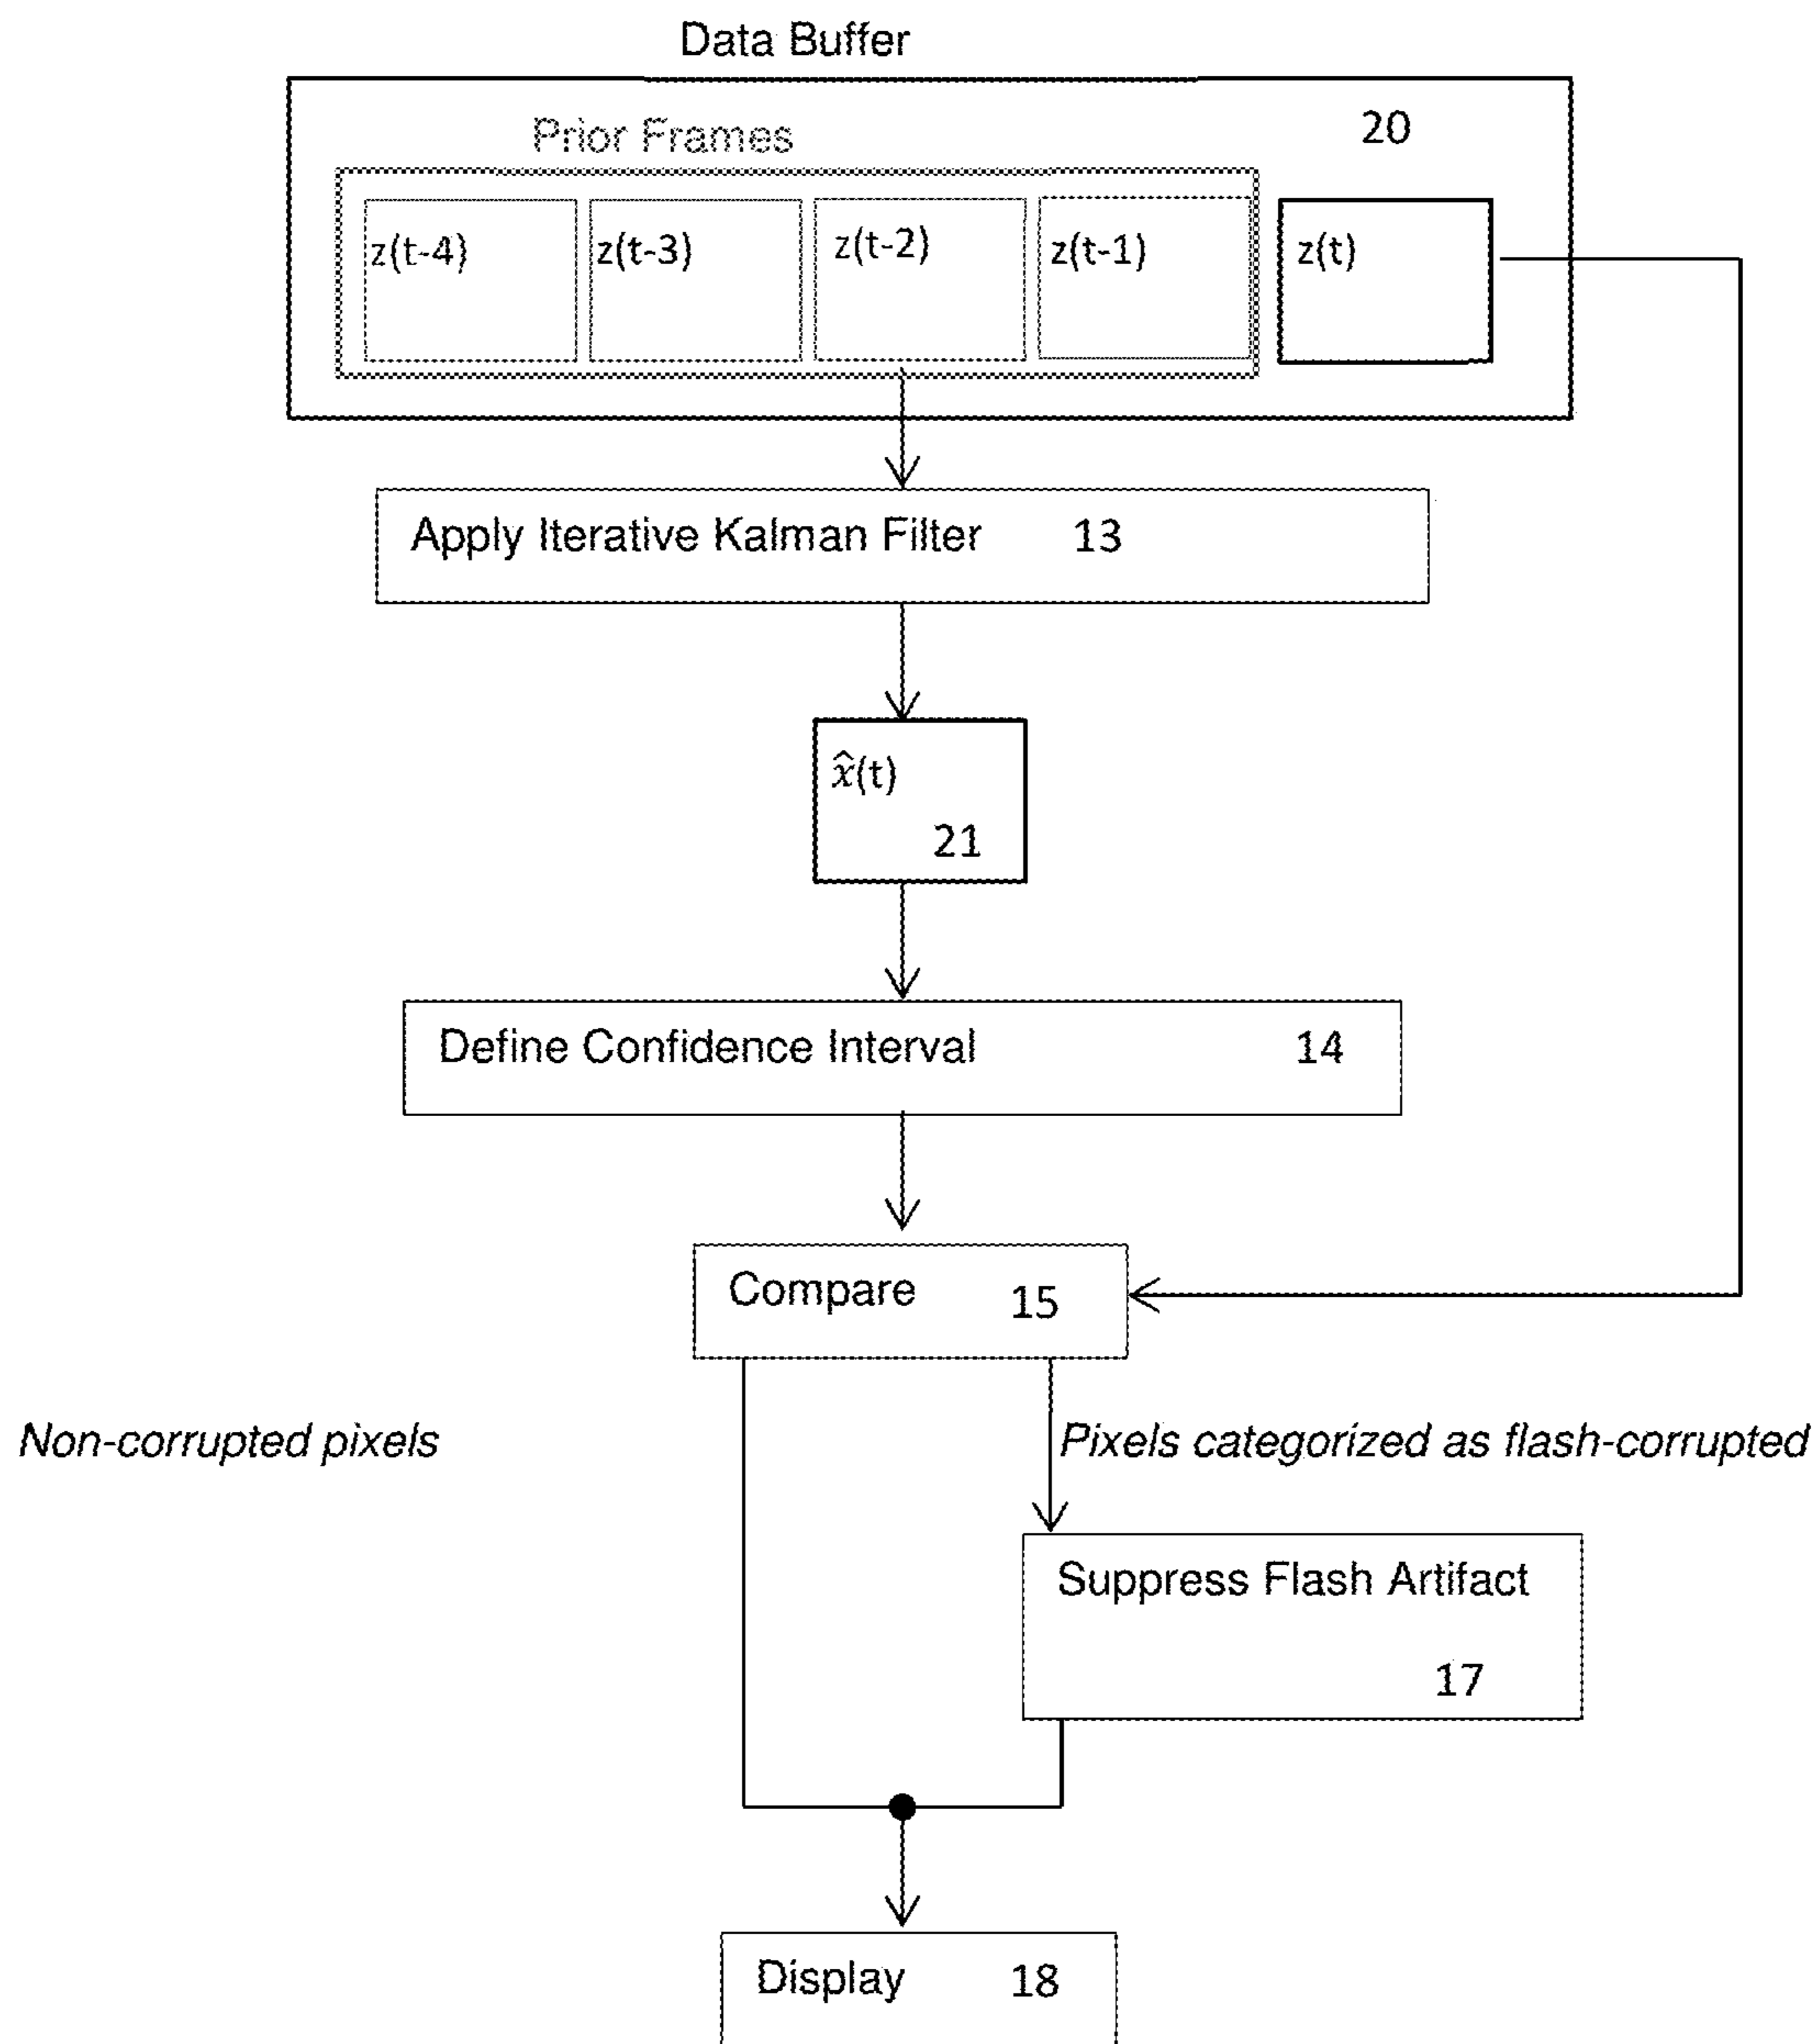 Data Buffer
Prior Frames
20
z(t-4)
z(t-3)
z(t-2)
z(t-1)
z(t)
Apply Iterative Kalman Filter 13
x̂(t)
21
Define Confidence Interval 14
Compare 15
Non-corrupted pixels
Pixels categorized as flash-corrupted
Suppress Flash Artifact
17
Display 18